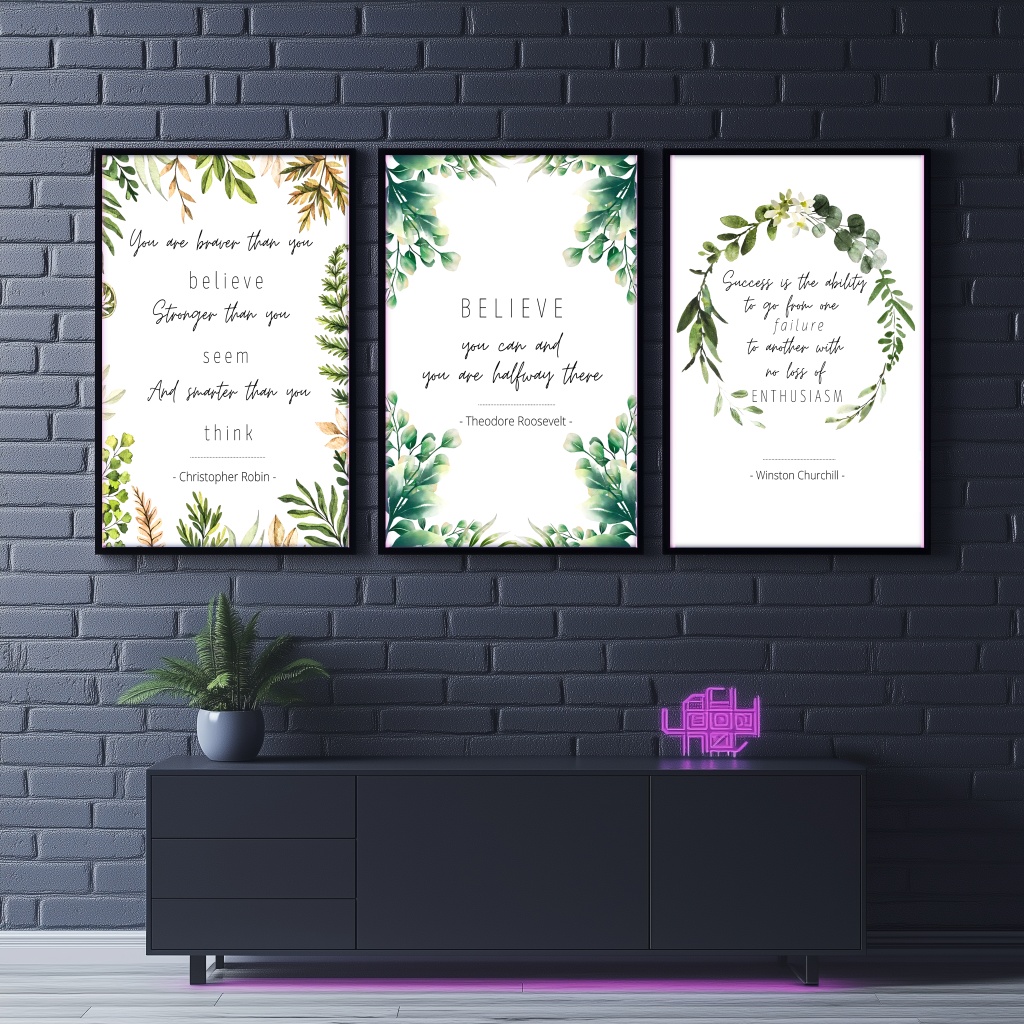 You are braver than you
believe
Stronger than you
seem
And smarter than you
think
- Christopher Robin -
BELIEVE
you can and
you are halfway there
- Theodore Roosevelt -
Success is the ability
to go from one
failure
to another with
no loss of
ENTHUSIASM
- Winston Churchill -